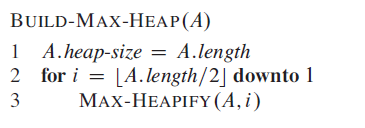 BUILD-MAX-HEAP(A)
1 A.heap-size = A.length
2 for i = ⌊A.length/2⌋ downto 1
3 MAX-HEAPIFY(A, i)